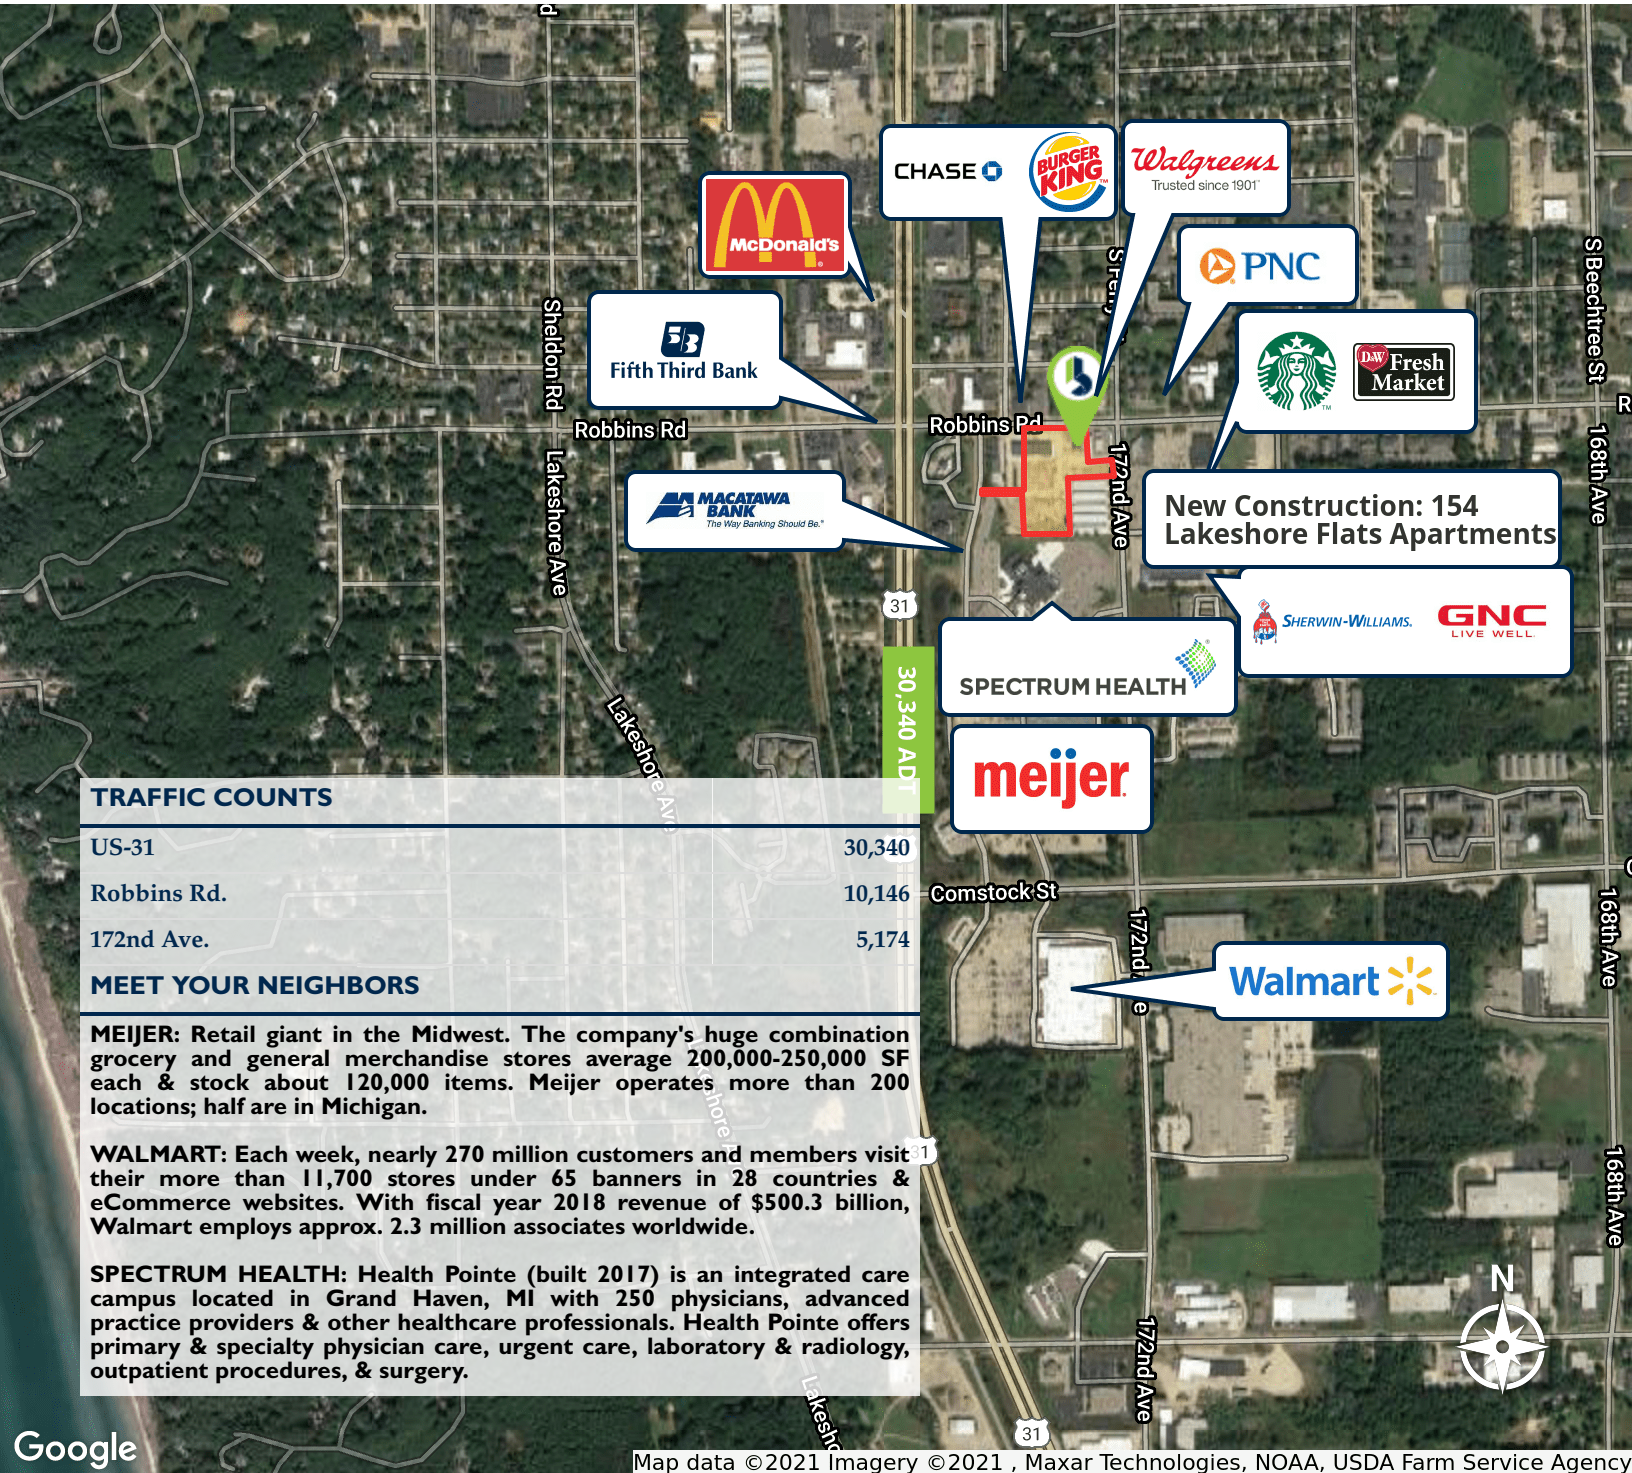 CHASE
BURGER
KING
Walgreens
Trusted since 1901
McDonald's
PNC
Fifth Third Bank
D&W Fresh
Market
Sheldon Rd
S Beechtree St
Robbins Rd
Robbins Rd
172nd Ave
168th Ave
Lakeshore Ave
MACATAWA
BANK
The Way Banking Should Be.
New Construction: 154
Lakeshore Flats Apartments
31
SHERWIN-WILLIAMS.
GNC
LIVE WELL
SPECTRUM HEALTH
30,340 ADT
Lakeshore Ave
meijer
TRAFFIC COUNTS
US-31 30,340
Robbins Rd. 10,146
172nd Ave. 5,174
Comstock St
172nd Ave
168th Ave
Walmart
MEET YOUR NEIGHBORS
MEIJER: Retail giant in the Midwest. The company's huge combination
grocery and general merchandise stores average 200,000-250,000 SF
each & stock about 120,000 items. Meijer operates more than 200
locations; half are in Michigan.
WALMART: Each week, nearly 270 million customers and members visit
their more than 11,700 stores under 65 banners in 28 countries &
eCommerce websites. With fiscal year 2018 revenue of $500.3 billion,
Walmart employs approx. 2.3 million associates worldwide.
31
168th Ave
SPECTRUM HEALTH: Health Pointe (built 2017) is an integrated care
campus located in Grand Haven, MI with 250 physicians, advanced
practice providers & other healthcare professionals. Health Pointe offers
primary & specialty physician care, urgent care, laboratory & radiology,
outpatient procedures, & surgery.
N
172nd Ave
31
Google
Map data ©2021 Imagery ©2021 , Maxar Technologies, NOAA, USDA Farm Service Agency